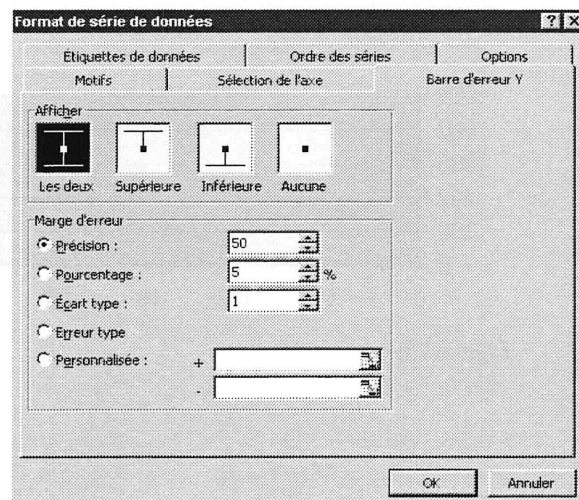 Format de série de données
Étiquettes de données Ordre des séries Options
Motifs Sélection de l'axe Barre d'erreur Y
Afficher
Les deux Supérieure Inférieure Aucune
Marge d'erreur
Précision : 50
Pourcentage : 5 %
Écart type : 1
Erreur type
Personnalisée : +
-
OK Annuler